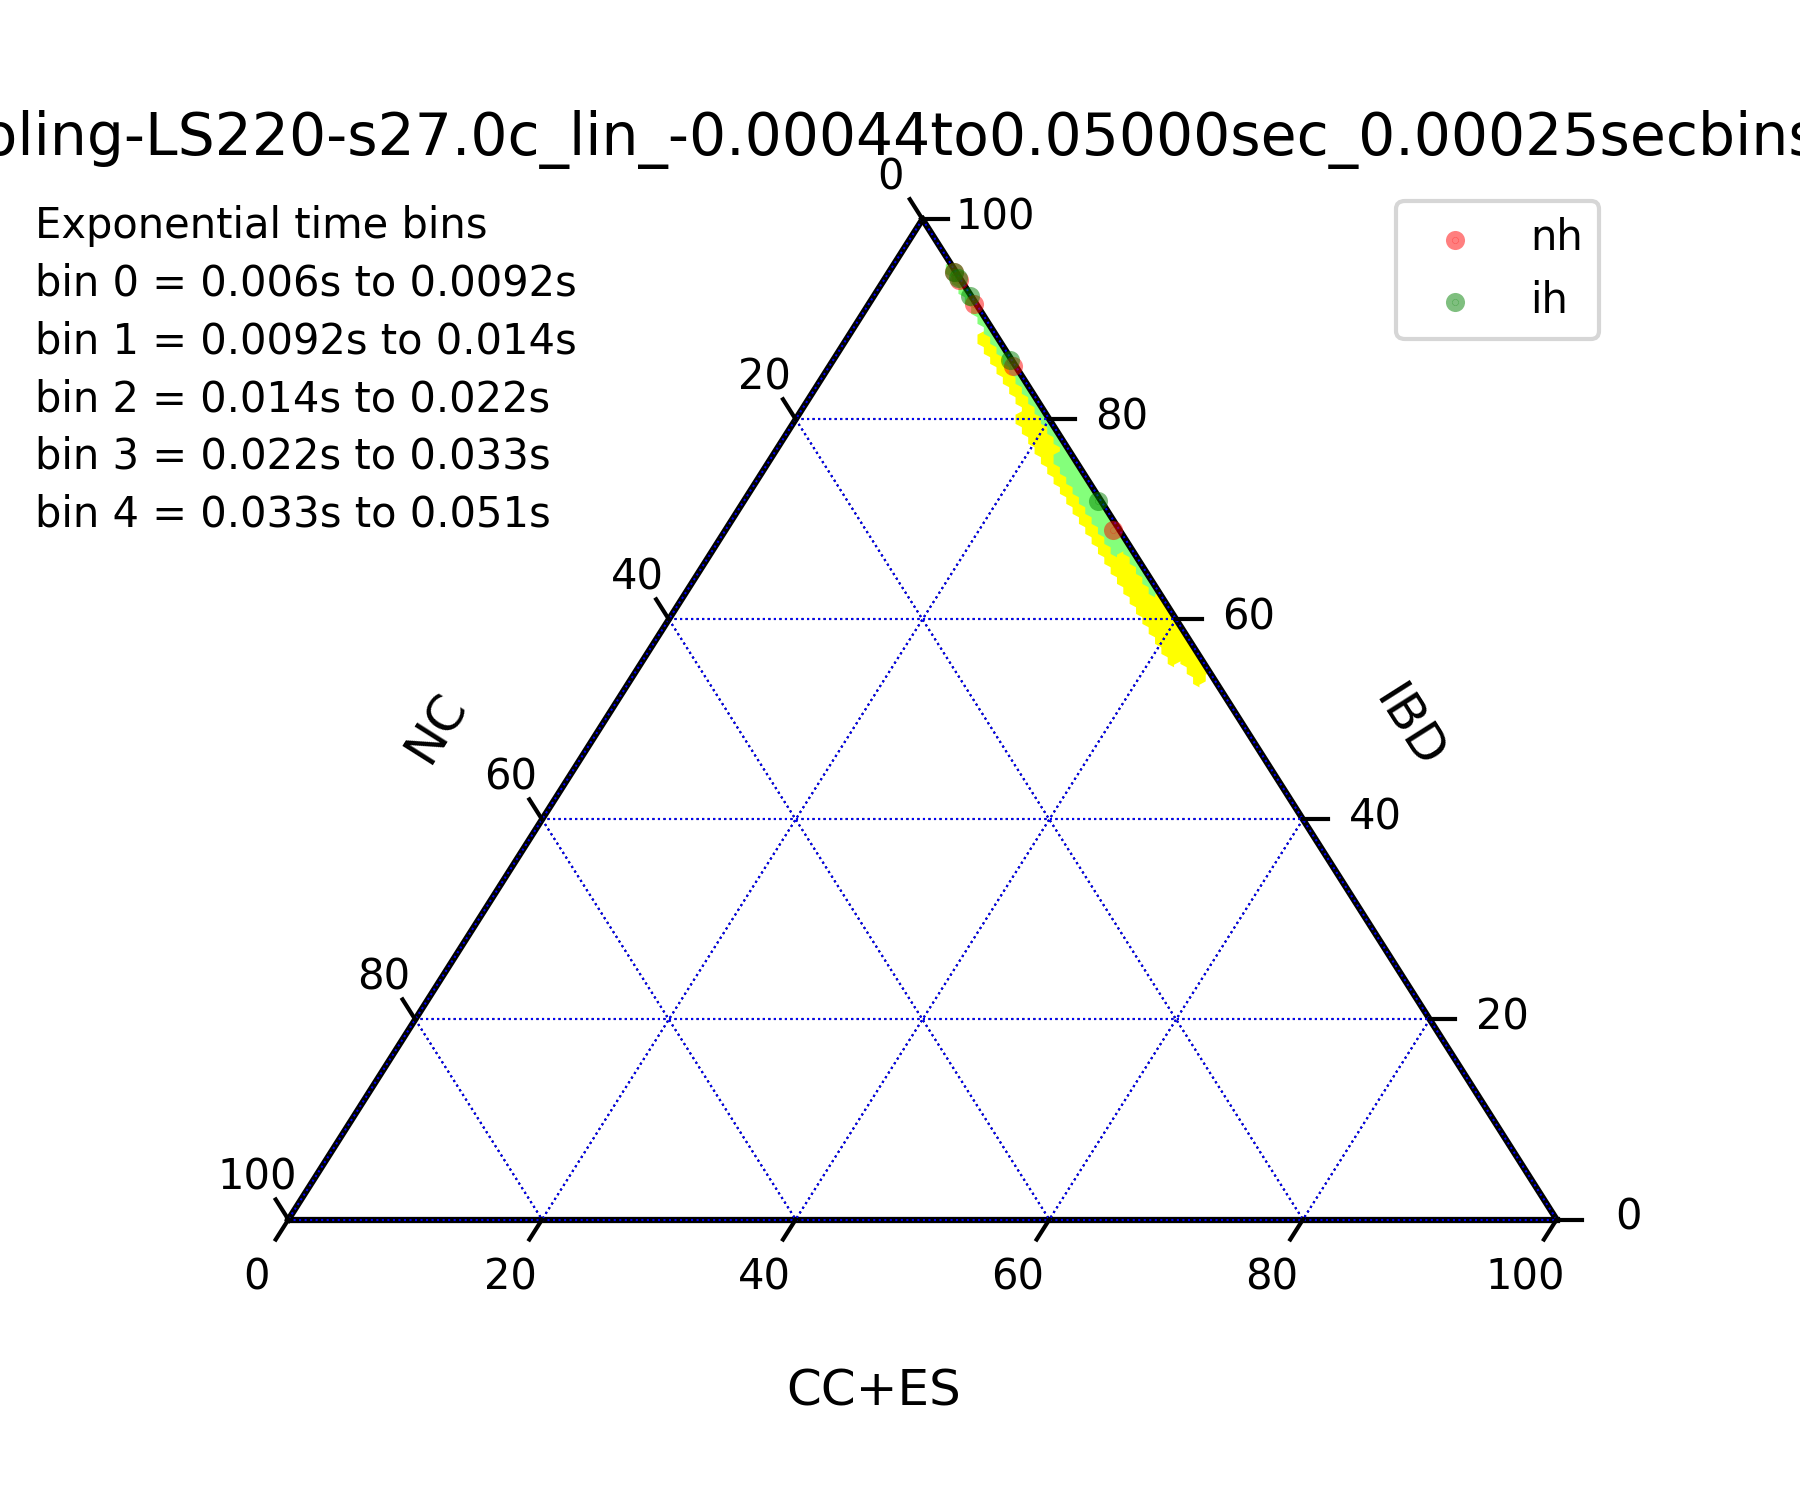 oling-LS220-s27.0c_lin_-0.00044to0.05000sec_0.00025secbins
Exponential time bins
bin 0 = 0.006s to 0.0092s
bin 1 = 0.0092s to 0.014s
bin 2 = 0.014s to 0.022s
bin 3 = 0.022s to 0.033s
bin 4 = 0.033s to 0.051s
nh
ih
0
100
20
80
40
60
NC
IBD
60
40
80
20
100
0
0
20
40
60
80
100
CC+ES